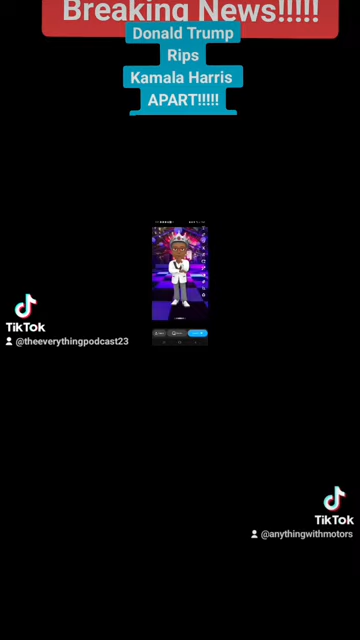 Breaking News!!!!!
Donald Trump
Rips
Kamala Harris
APART!!!!!
TikTok
@theeverythingpodcast23
TikTok
@anythingwithmotors